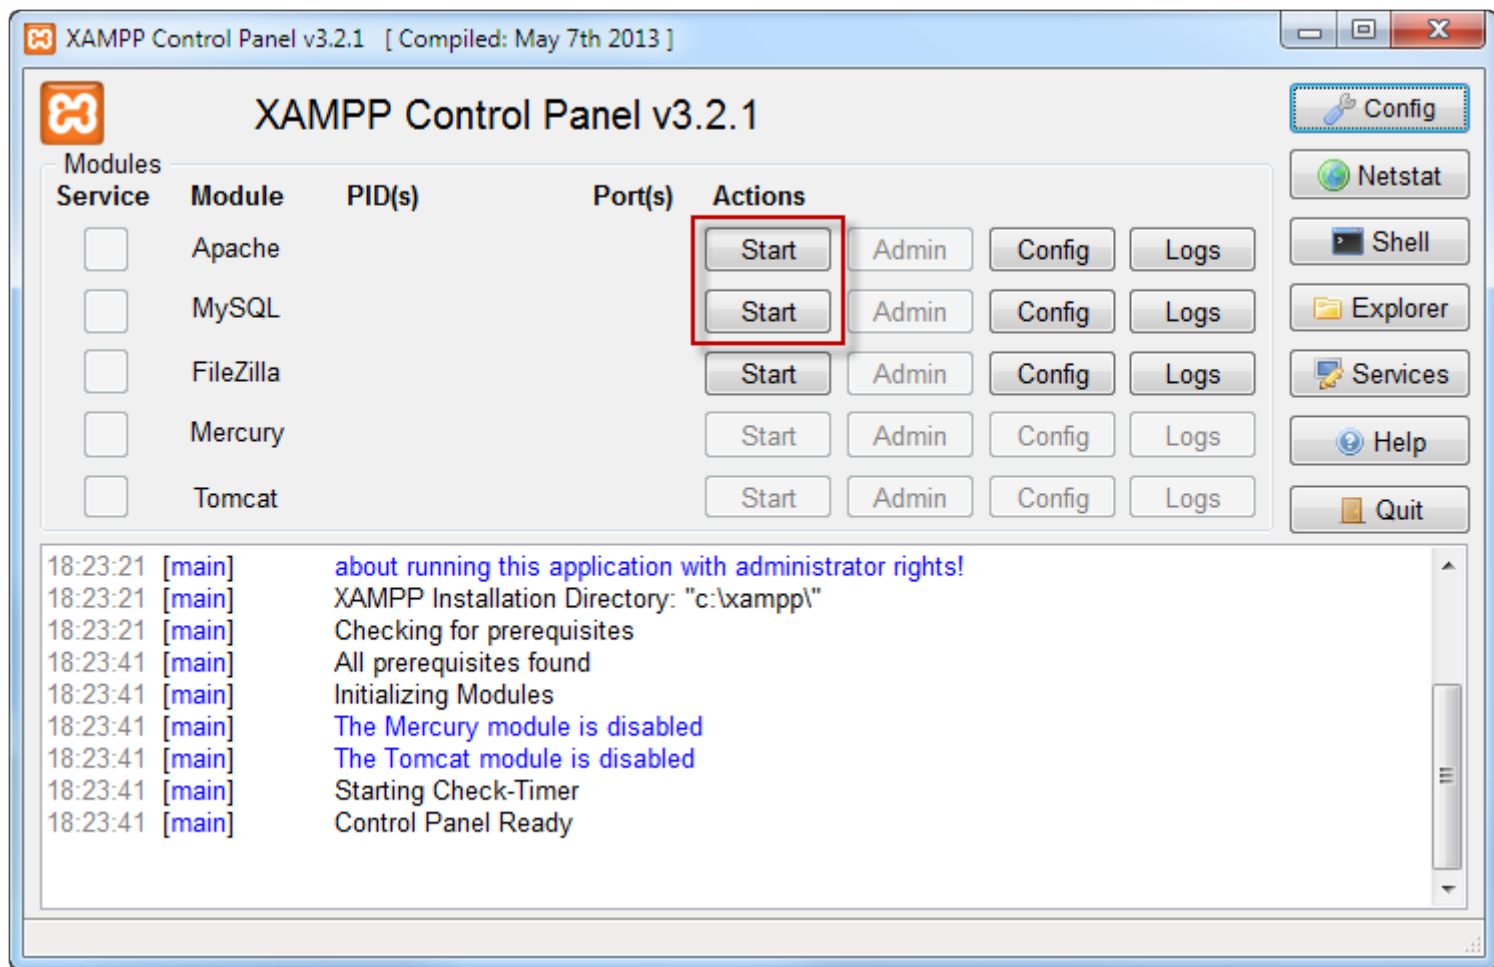 XAMPP Control Panel v3.2.1 [ Compiled: May 7th 2013 ]
XAMPP Control Panel v3.2.1
Config
Modules
Netstat
Service Module PID(s) Port(s) Actions
Apache Start Admin Config Logs
Shell
MySQL Start Admin Config Logs
Explorer
FileZilla Start Admin Config Logs
Services
Mercury Start Admin Config Logs
Help
Tomcat Start Admin Config Logs
Quit
18:23:21 [main] about running this application with administrator rights!
18:23:21 [main] XAMPP Installation Directory: "c:\xampp\"
18:23:21 [main] Checking for prerequisites
18:23:41 [main] All prerequisites found
18:23:41 [main] Initializing Modules
18:23:41 [main] The Mercury module is disabled
18:23:41 [main] The Tomcat module is disabled
18:23:41 [main] Starting Check-Timer
18:23:41 [main] Control Panel Ready